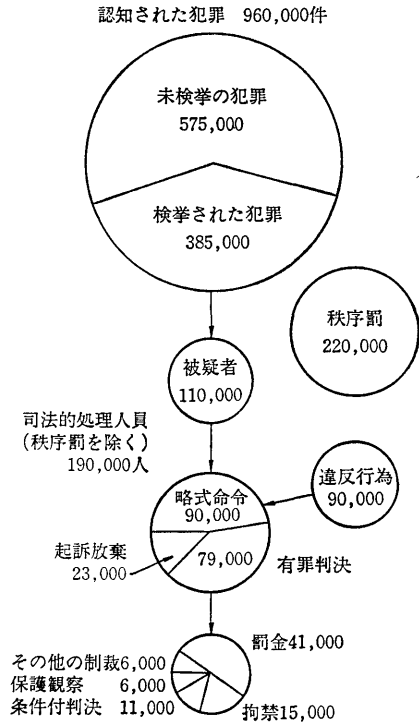 認知された犯罪 960,000件
未検挙の犯罪
575,000
検挙された犯罪
385,000
秩序罰
220,000
被疑者
110,000
司法的処理人員
(秩序罰を除く)
190,000人
違反行為
90,000
略式命令
90,000
起訴放棄
23,000
79,000
有罪判決
罰金41,000
その他の制裁6,000
保護観察 6,000
条件付判決 11,000
拘禁15,000